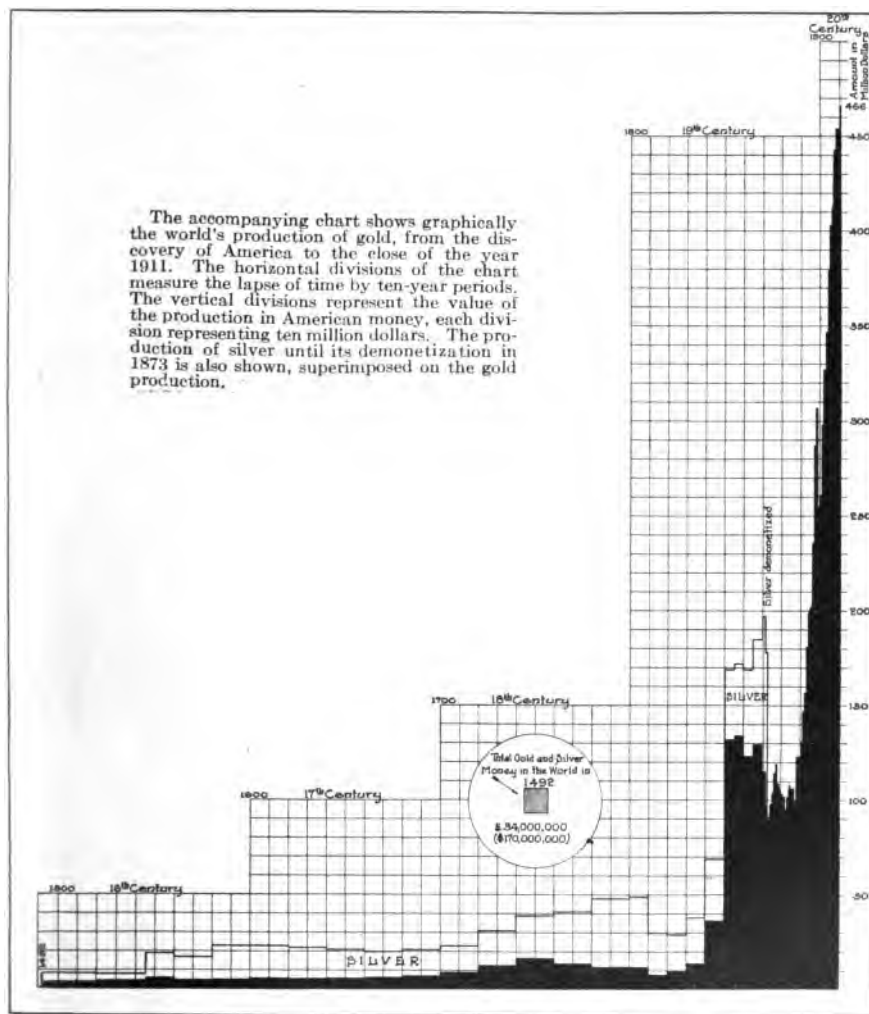 20th
Century
1900
Amount in
Million Dollars
466
1800 19th Century
450
The accompanying chart shows graphically
the world's production of gold, from the dis-
covery of America to the close of the year
1911. The horizontal divisions of the chart
measure the lapse of time by ten-year periods.
The vertical divisions represent the value of
the production in American money, each divi-
sion representing ten million dollars. The pro-
duction of silver until its demonetization in
1873 is also shown, superimposed on the gold
production.
400
350
300
250
Silver demonetized
200
SILVER
150
1700 18th Century
Total Gold and Silver
Money in the World in
1492
$34,000,000
($170,000,000)
1600 17th Century
100
1500 16th Century
50
SILVER